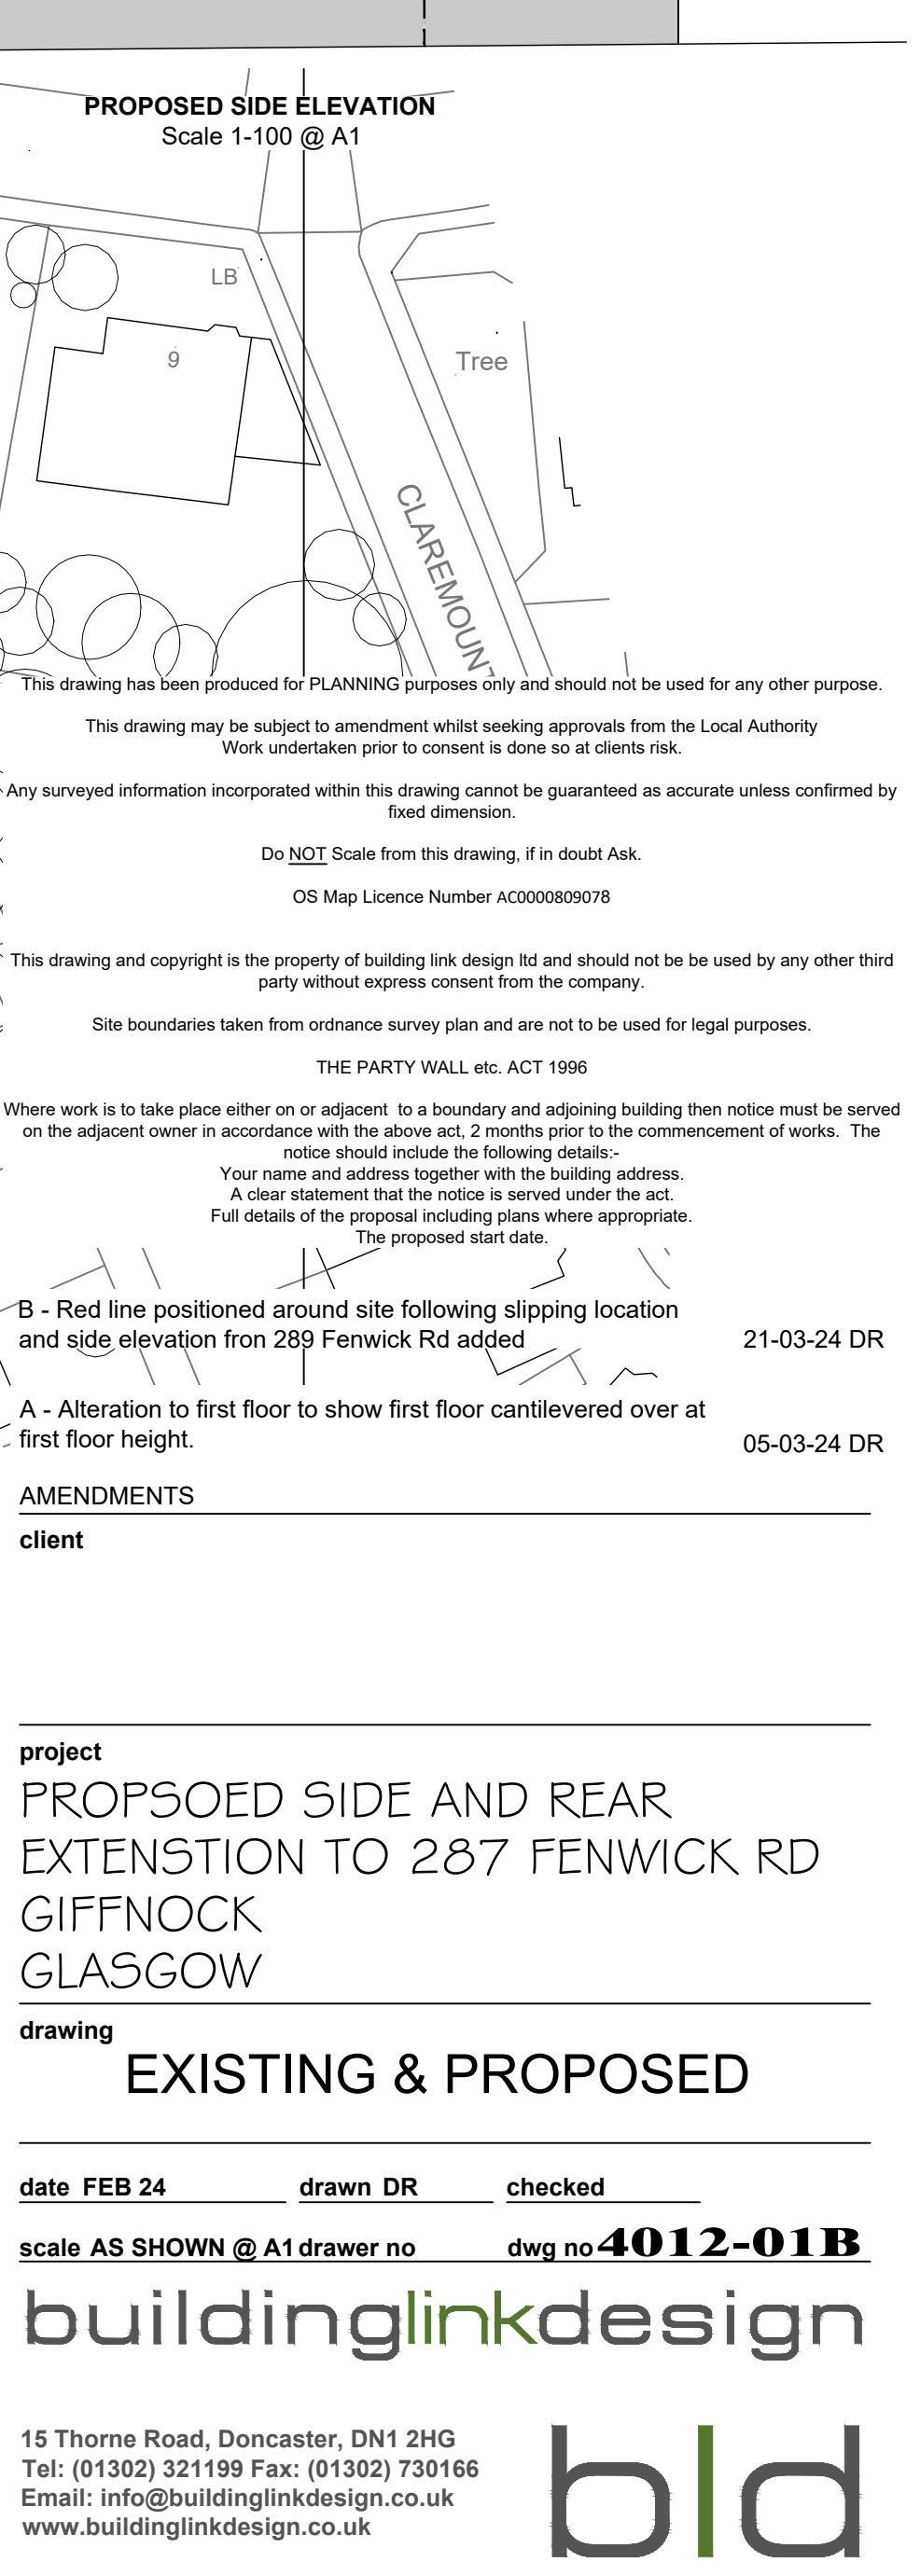 PROPOSED SIDE ELEVATION
Scale 1-100 @ A1
LB
9
Tree
CLAREMOUNT
This drawing has been produced for PLANNING purposes only and should not be used for any other purpose.
This drawing may be subject to amendment whilst seeking approvals from the Local Authority
Work undertaken prior to consent is done so at clients risk.
Any surveyed information incorporated within this drawing cannot be guaranteed as accurate unless confirmed by
fixed dimension.
Do NOT Scale from this drawing, if in doubt Ask.
OS Map Licence Number AC0000809078
This drawing and copyright is the property of building link design ltd and should not be be used by any other third
party without express consent from the company.
Site boundaries taken from ordnance survey plan and are not to be used for legal purposes.
THE PARTY WALL etc. ACT 1996
Where work is to take place either on or adjacent to a boundary and adjoining building then notice must be served
on the adjacent owner in accordance with the above act, 2 months prior to the commencement of works. The
notice should include the following details:-
Your name and address together with the building address.
A clear statement that the notice is served under the act.
Full details of the proposal including plans where appropriate.
The proposed start date.
B - Red line positioned around site following slipping location
and side elevation fron 289 Fenwick Rd added 21-03-24 DR
A - Alteration to first floor to show first floor cantilevered over at
first floor height. 05-03-24 DR
AMENDMENTS
client
project
PROPSOED SIDE AND REAR
EXTENSTION TO 287 FENWICK RD
GIFFNOCK
GLASGOW
drawing
EXISTING & PROPOSED
date FEB 24 drawn DR checked
scale AS SHOWN @ A1 drawer no dwg no 4012-01B
buildinglinkdesign
15 Thorne Road, Doncaster, DN1 2HG
Tel: (01302) 321199 Fax: (01302) 730166
Email: info@buildinglinkdesign.co.uk
www.buildinglinkdesign.co.uk
bld